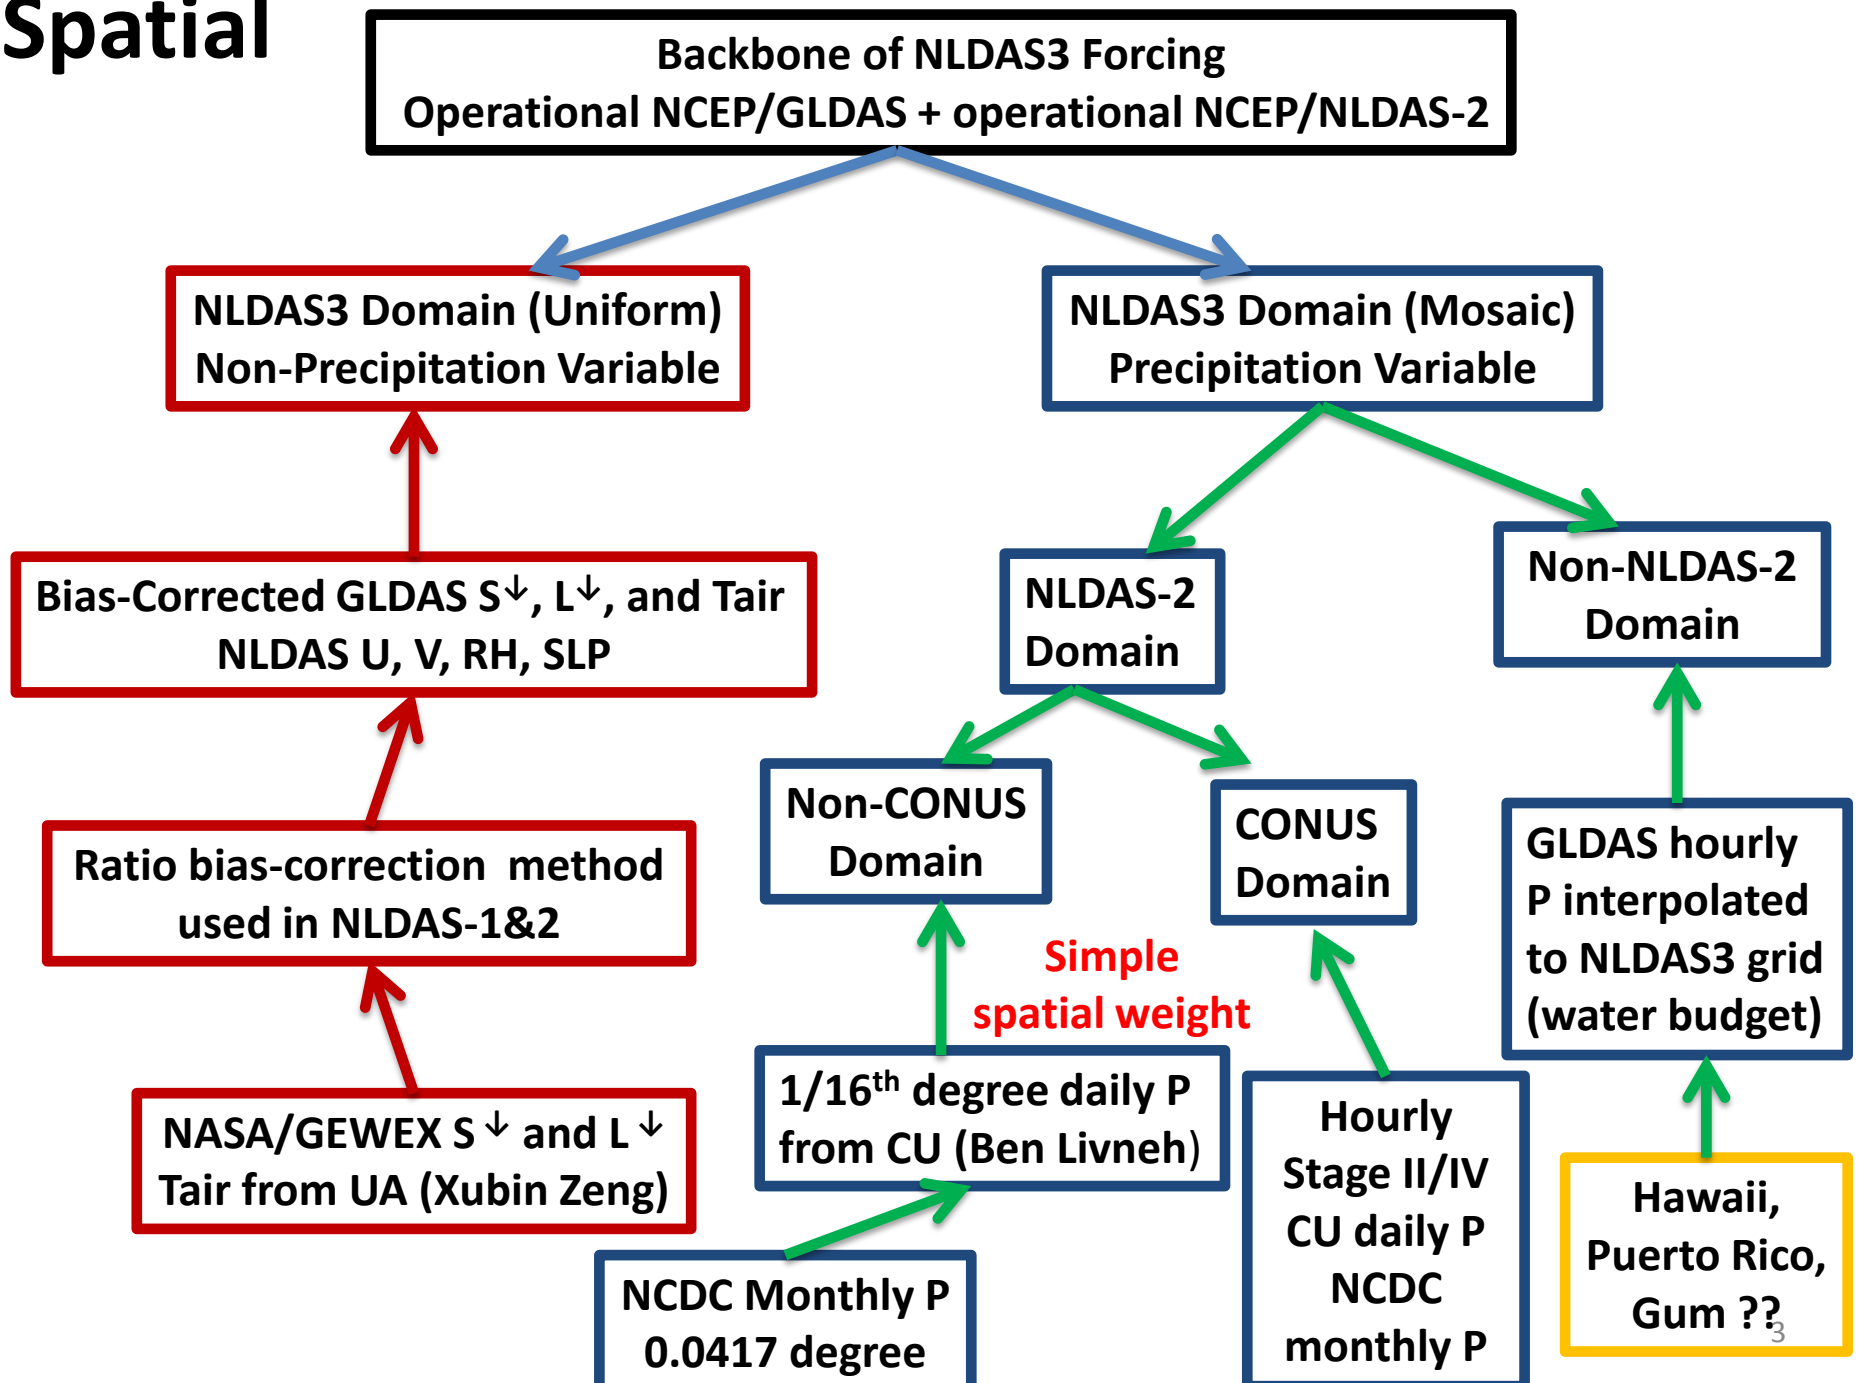 Spatial
Backbone of NLDAS3 Forcing
Operational NCEP/GLDAS + operational NCEP/NLDAS-2
NLDAS3 Domain (Uniform)
Non-Precipitation Variable
NLDAS3 Domain (Mosaic)
Precipitation Variable
Bias-Corrected GLDAS S↓, L↓, and Tair
NLDAS U, V, RH, SLP
NLDAS-2
Domain
Non-NLDAS-2
Domain
Ratio bias-correction method
used in NLDAS-1&2
Non-CONUS
Domain
CONUS
Domain
GLDAS hourly
P interpolated
to NLDAS3 grid
(water budget)
Simple
spatial weight
NASA/GEWEX S ↓ and L ↓
Tair from UA (Xubin Zeng)
1/16th degree daily P
from CU (Ben Livneh)
Hourly
Stage II/IV
CU daily P
NCDC
monthly P
Hawaii,
Puerto Rico,
Gum ??
NCDC Monthly P
0.0417 degree
3